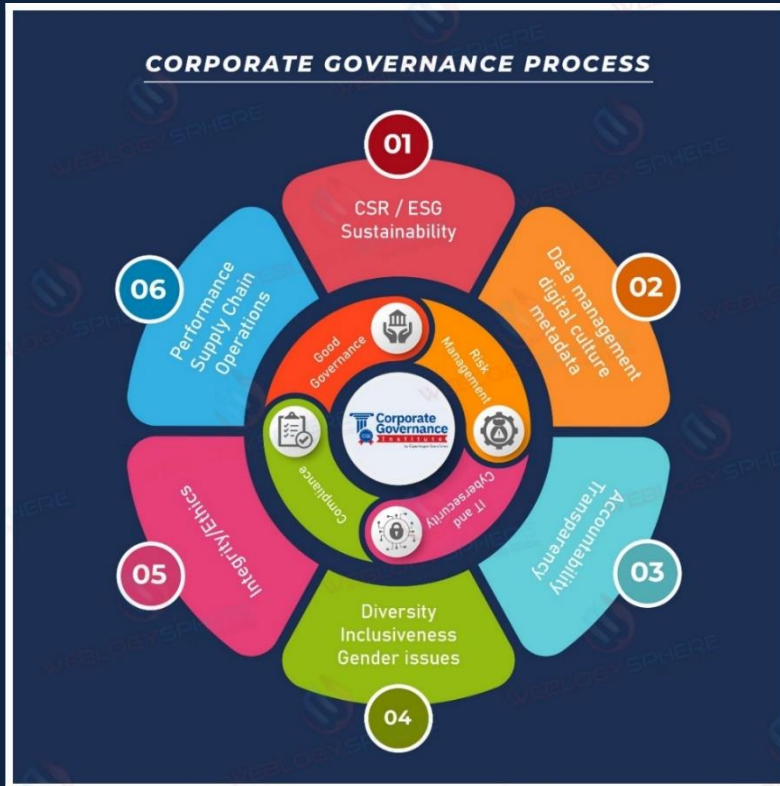 CORPORATE GOVERNANCE PROCESS
01
CSR / ESG
Sustainability
02
Data management
digital culture
metadata
03
Accountability
Transparency
04
Diversity
Inclusiveness
Gender issues
05
Integrity/Ethics
06
Performance
Supply Chain
Operations
Good
Governance
Risk
Management
IT and
Cybersecurity
Compliance
Corporate
Governance
Institute
WEBLOGYSPHERE